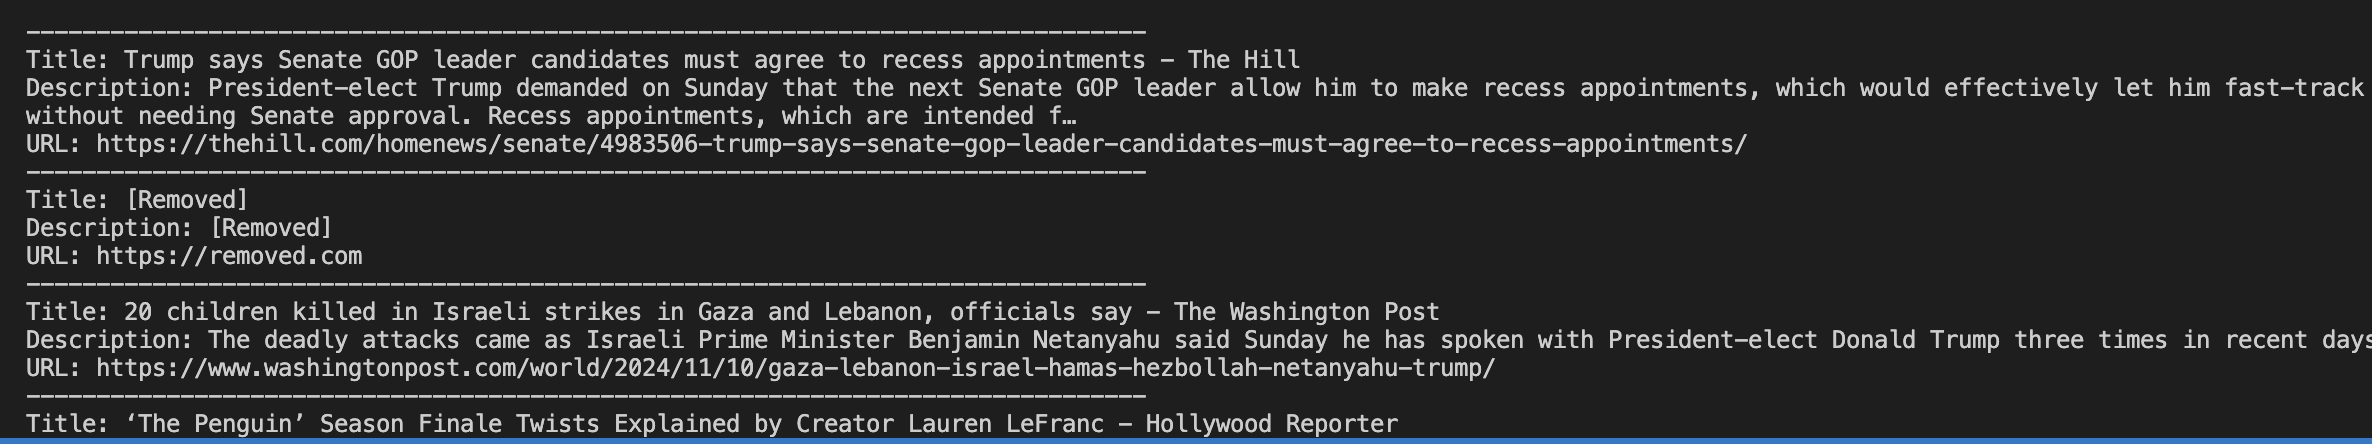 --------------------------------------------------------------------------------
Title: Trump says Senate GOP leader candidates must agree to recess appointments - The Hill
Description: President-elect Trump demanded on Sunday that the next Senate GOP leader allow him to make recess appointments, which would effectively let him fast-track
without needing Senate approval. Recess appointments, which are intended f…
URL: https://thehill.com/homenews/senate/4983506-trump-says-senate-gop-leader-candidates-must-agree-to-recess-appointments/
--------------------------------------------------------------------------------
Title: [Removed]
Description: [Removed]
URL: https://removed.com
--------------------------------------------------------------------------------
Title: 20 children killed in Israeli strikes in Gaza and Lebanon, officials say - The Washington Post
Description: The deadly attacks came as Israeli Prime Minister Benjamin Netanyahu said Sunday he has spoken with President-elect Donald Trump three times in recent days
URL: https://www.washingtonpost.com/world/2024/11/10/gaza-lebanon-israel-hamas-hezbollah-netanyahu-trump/
--------------------------------------------------------------------------------
Title: ‘The Penguin’ Season Finale Twists Explained by Creator Lauren LeFranc - Hollywood Reporter